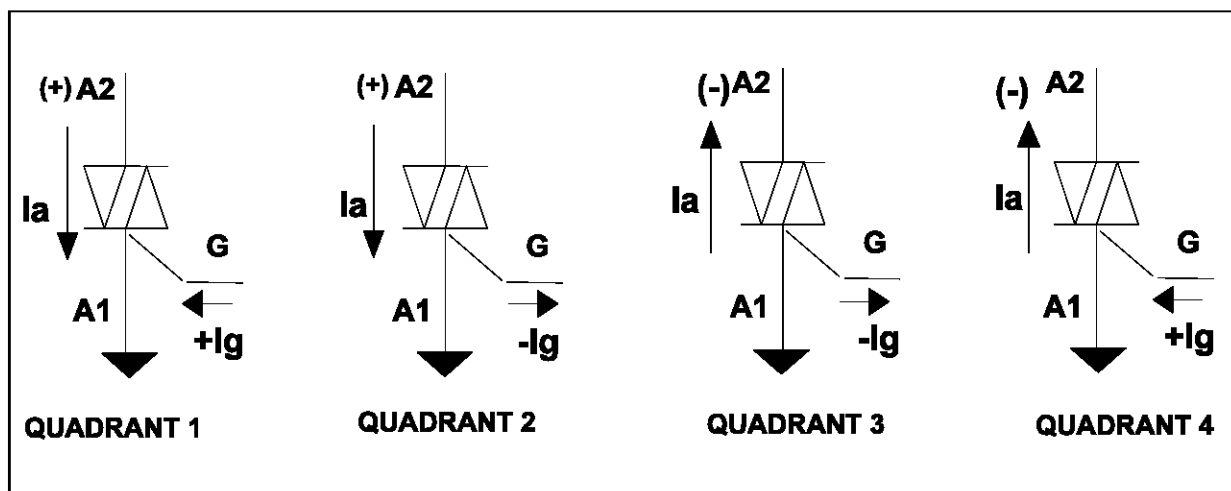 (+) A2
Ia
G
A1
+Ig
QUADRANT 1
(+) A2
Ia
G
A1
-Ig
QUADRANT 2
(-) A2
Ia
G
A1
-Ig
QUADRANT 3
(-) A2
Ia
G
A1
+Ig
QUADRANT 4